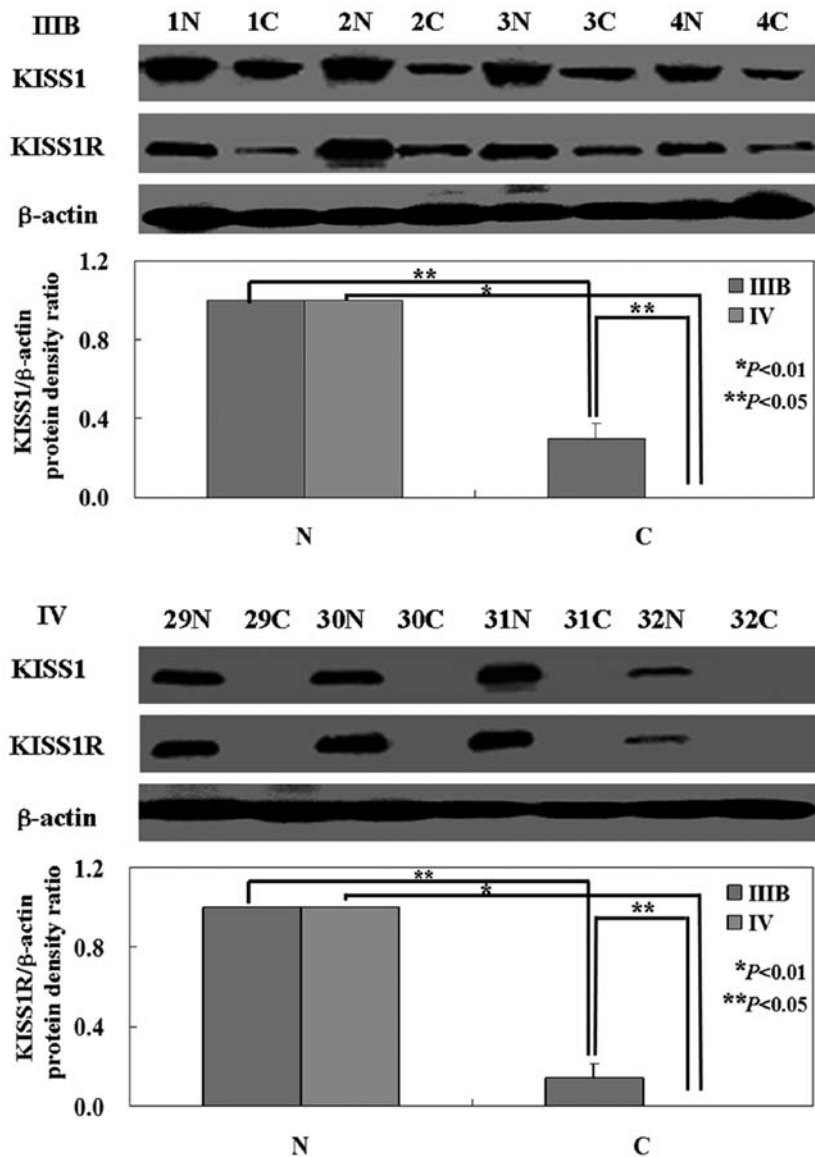 IIIB 1N 1C 2N 2C 3N 3C 4N 4C
KISS1
KISS1R
β-actin
KISS1/β-actin
protein density ratio
1.2
0.8
0.4
0.0
**
*
**
IIIB
IV
*P<0.01
**P<0.05
N C
IV 29N 29C 30N 30C 31N 31C 32N 32C
KISS1
KISS1R
β-actin
KISS1R/β-actin
protein density ratio
1.2
0.8
0.4
0.0
**
*
**
IIIB
IV
*P<0.01
**P<0.05
N C